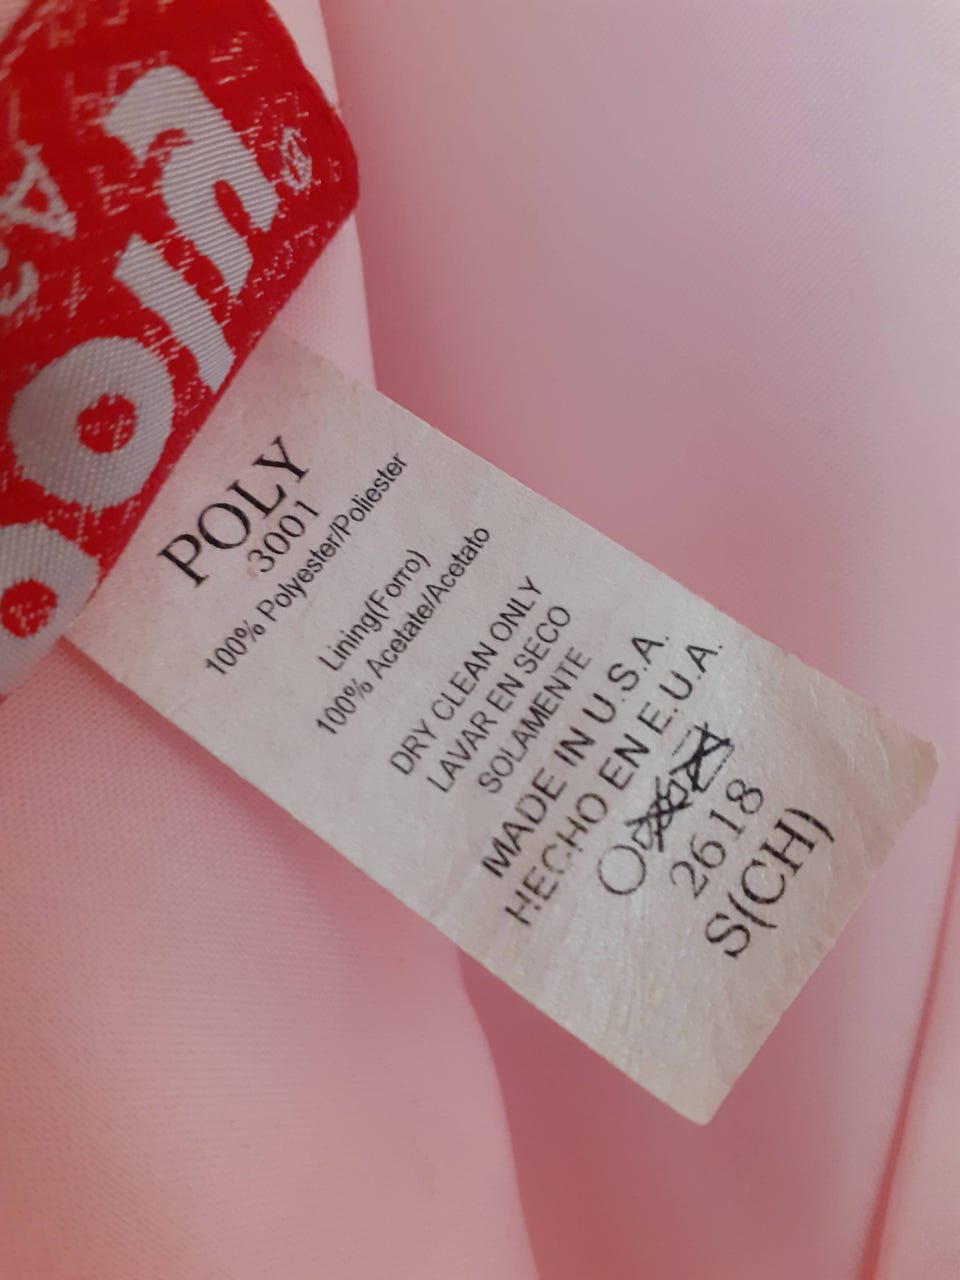 POLY
3001
100% Polyester/Poliester
Lining(Forro)
100% Acetate/Acetato
DRY CLEAN ONLY
LAVAR EN SECO
SOLAMENTE
MADE IN U.S.A.
HECHO EN E.U.A.
2618
S(CH)